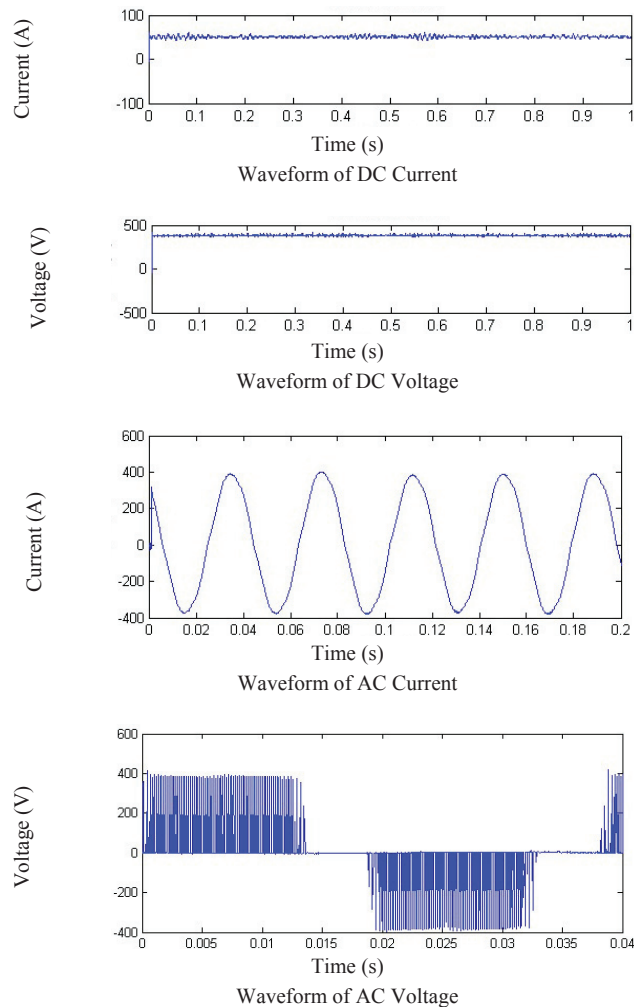 Current (A)
100
0
-100
0 0.1 0.2 0.3 0.4 0.5 0.6 0.7 0.8 0.9 1
Time (s)
Waveform of DC Current
Voltage (V)
500
0
-500
0 0.1 0.2 0.3 0.4 0.5 0.6 0.7 0.8 0.9 1
Time (s)
Waveform of DC Voltage
Current (A)
600
400
200
0
-200
-400
0 0.02 0.04 0.06 0.08 0.1 0.12 0.14 0.16 0.18 0.2
Time (s)
Waveform of AC Current
Voltage (V)
600
400
200
0
-200
-400
0 0.005 0.01 0.015 0.02 0.025 0.03 0.035 0.04
Time (s)
Waveform of AC Voltage